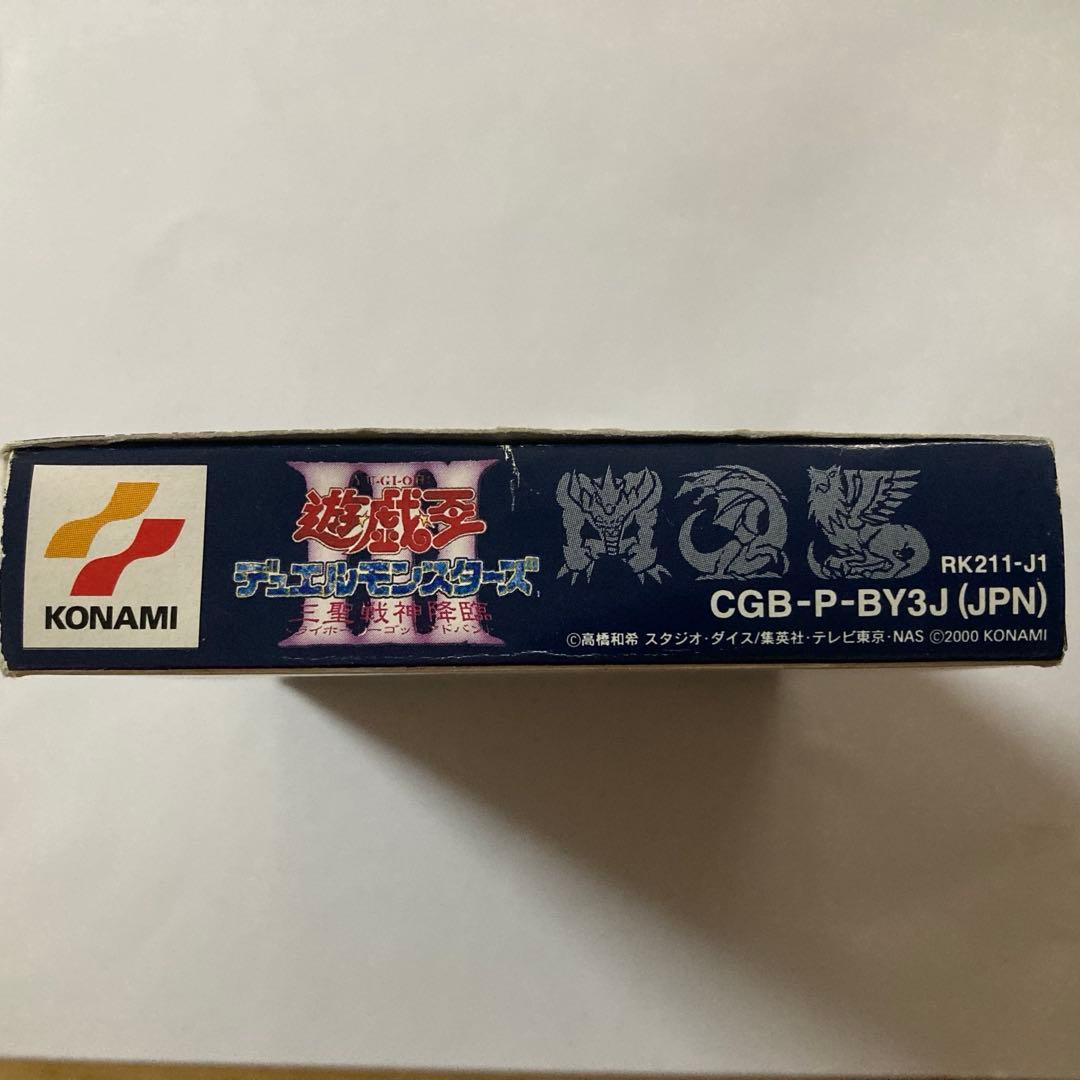 KONAMI
YU-GI-OH
遊☆戯☆王
デュエルモンスターズ
III
三聖戦神降臨
RK211-J1
CGB-P-BY3J (JPN)
©高橋和希 スタジオ・ダイス/集英社・テレビ東京・NAS ©2000 KONAMI